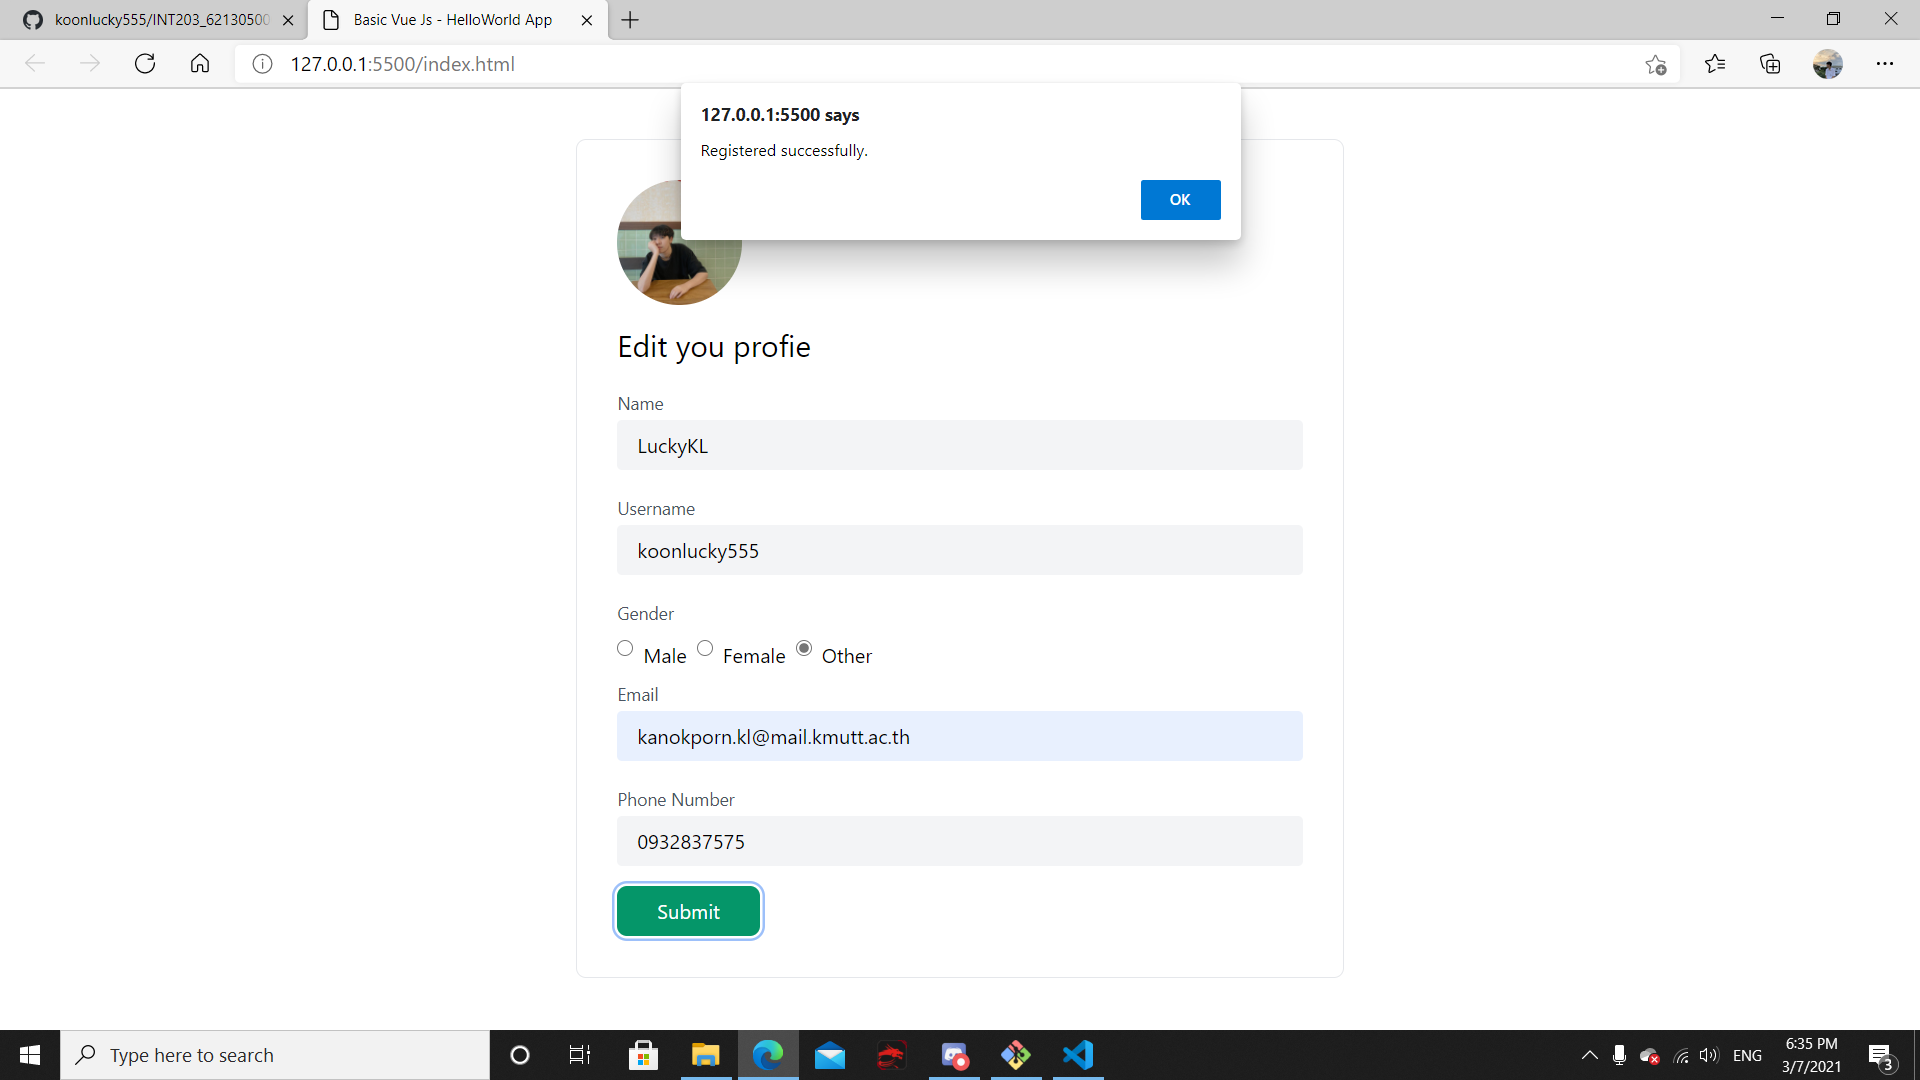 koonlucky555/INT203_62130500
Basic Vue Js - HelloWorld App
127.0.0.1:5500/index.html
127.0.0.1:5500 says
Registered successfully.
OK
Edit you profie
Name
LuckyKL
Username
koonlucky555
Gender
Male Female Other
Email
kanokporn.kl@mail.kmutt.ac.th
Phone Number
0932837575
Submit
Type here to search
ENG
6:35 PM
3/7/2021
3